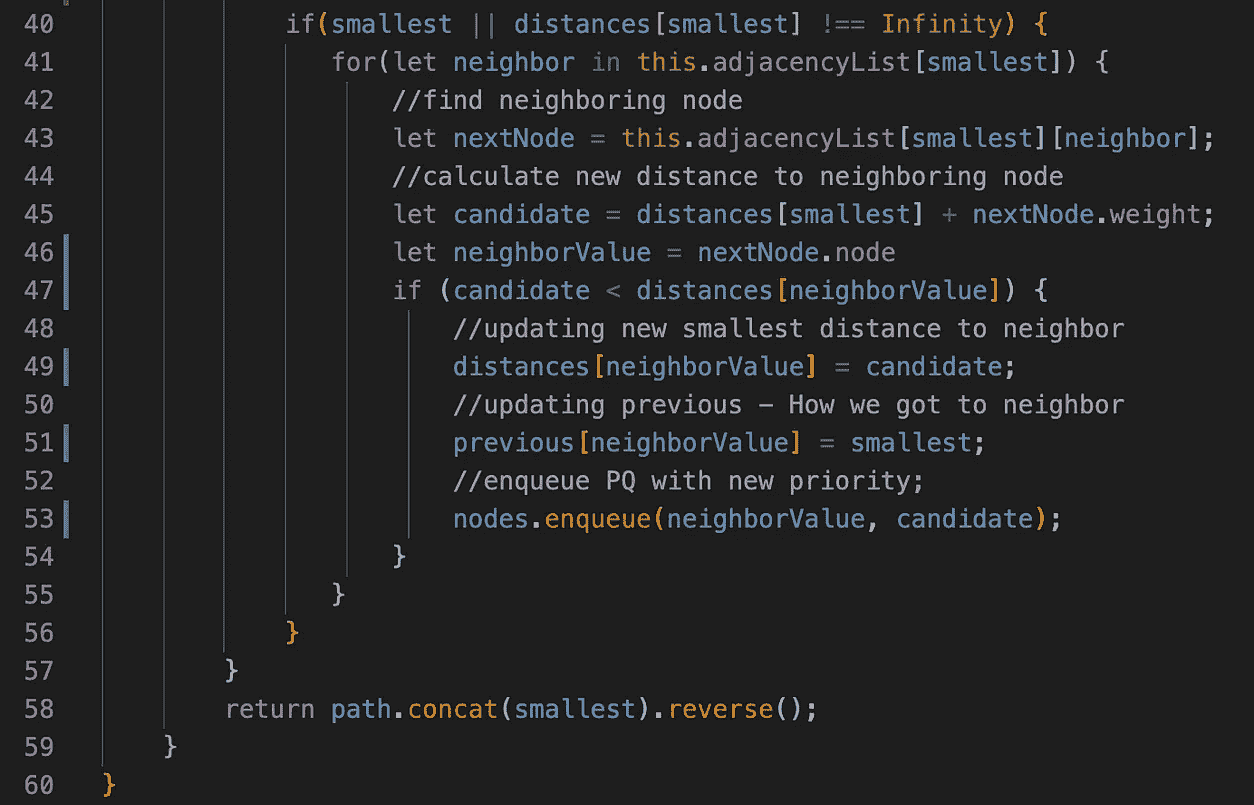 40 if(smallest || distances[smallest] !== Infinity) {
41 for(let neighbor in this.adjacencyList[smallest]) {
42 //find neighboring node
43 let nextNode = this.adjacencyList[smallest][neighbor];
44 //calculate new distance to neighboring node
45 let candidate = distances[smallest] + nextNode.weight;
46 let neighborValue = nextNode.node
47 if (candidate < distances[neighborValue]) {
48 //updating new smallest distance to neighbor
49 distances[neighborValue] = candidate;
50 //updating previous – How we got to neighbor
51 previous[neighborValue] = smallest;
52 //enqueue PQ with new priority;
53 nodes.enqueue(neighborValue, candidate);
54 }
55 }
56 }
57 }
58 return path.concat(smallest).reverse();
59 }
60 }